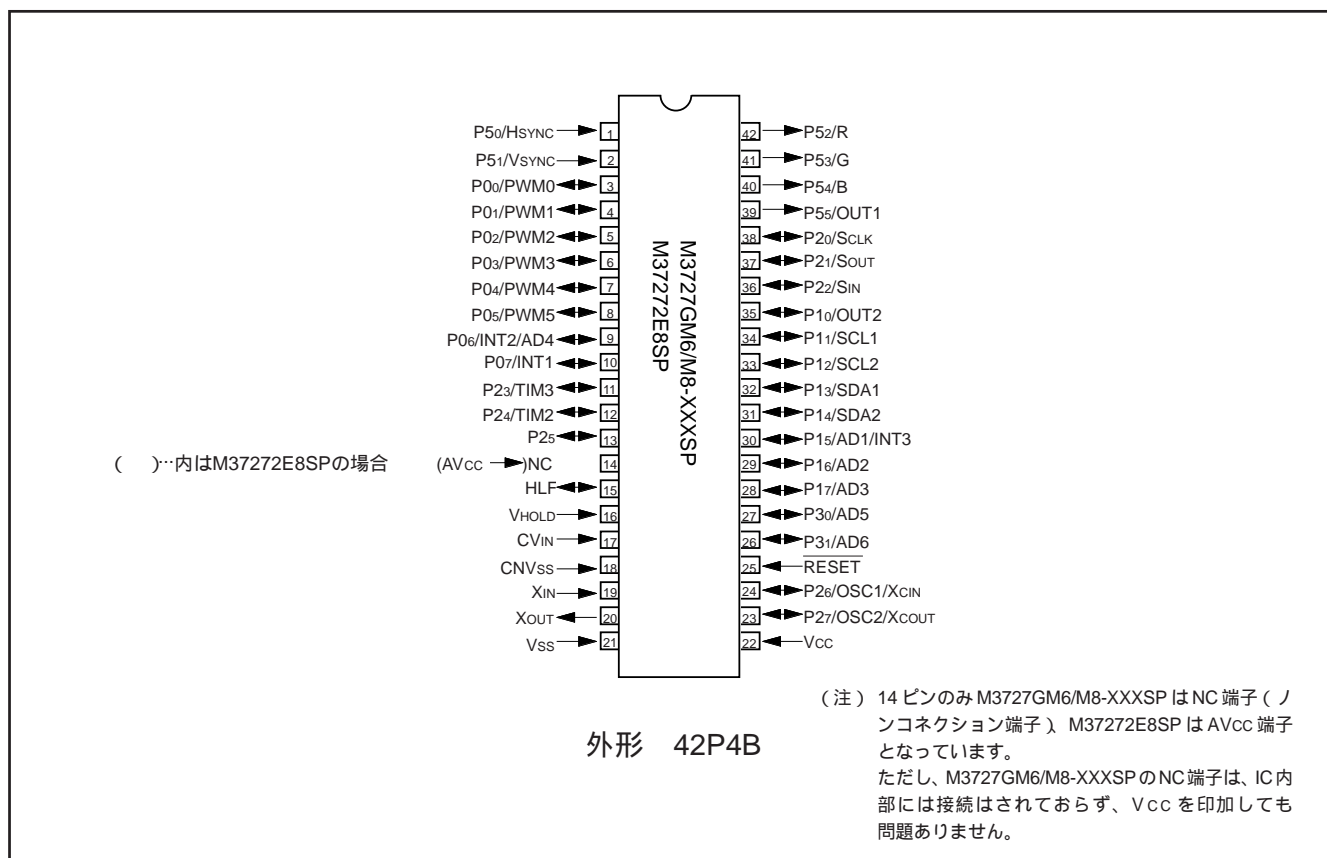 P50/HSYNC 1
P51/VSYNC 2
P00/PWM0 3
P01/PWM1 4
P02/PWM2 5
P03/PWM3 6
P04/PWM4 7
P05/PWM5 8
P06/INT2/AD4 9
P07/INT1 10
P23/TIM3 11
P24/TIM2 12
P25 13
(　)…内はM37272E8SPの場合 (AVCC )NC 14
HLF 15
VHOLD 16
CVIN 17
CNVSS 18
XIN 19
XOUT 20
VSS 21
M3727GM6/M8-XXXSP
M37272E8SP
42 P52/R
41 P53/G
40 P54/B
39 P55/OUT1
38 P20/SCLK
37 P21/SOUT
36 P22/SIN
35 P10/OUT2
34 P11/SCL1
33 P12/SCL2
32 P13/SDA1
31 P14/SDA2
30 P15/AD1/INT3
29 P16/AD2
28 P17/AD3
27 P30/AD5
26 P31/AD6
25 RESET
24 P26/OSC1/XCIN
23 P27/OSC2/XCOUT
22 VCC
外形　42P4B
(注) 14ピンのみM3727GM6/M8-XXXSPはNC端子(ノ
ンコネクション端子)、M37272E8SPはAVCC端子
となっています。
ただし、M3727GM6/M8-XXXSPのNC端子は、IC内
部には接続はされておらず、VCCを印加しても
問題ありません。